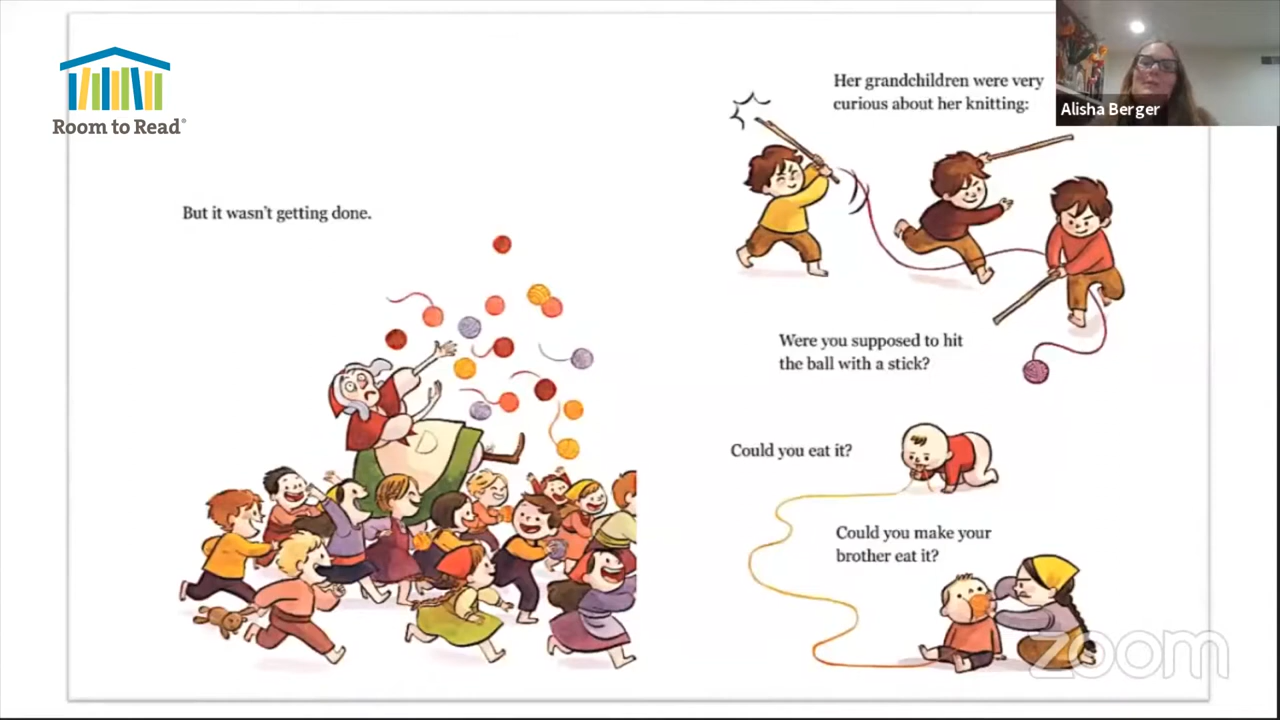 Room to Read®
But it wasn't getting done.
Her grandchildren were very
curious about her knitting:
Alisha Berger
Were you supposed to hit
the ball with a stick?
Could you eat it?
Could you make your
brother eat it?
zoom